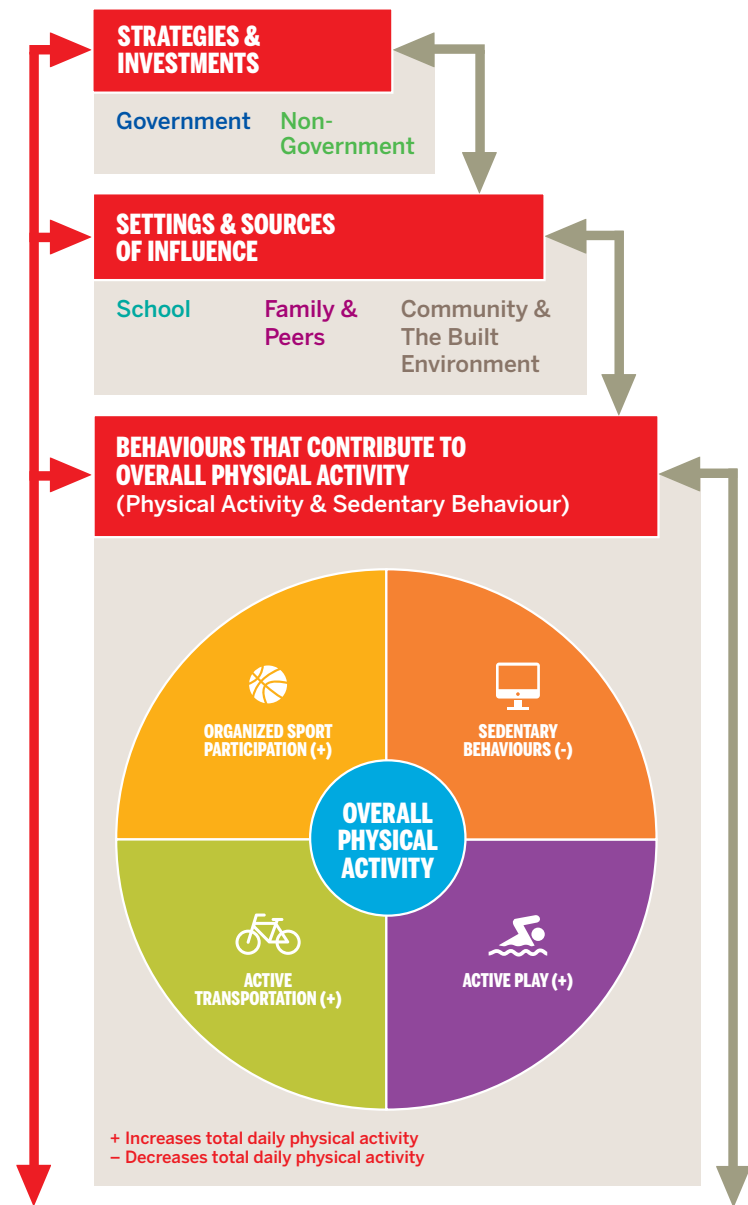 STRATEGIES &
INVESTMENTS
Government
Non-
Government
SETTINGS & SOURCES
OF INFLUENCE
School
Family &
Peers
Community &
The Built
Environment
BEHAVIOURS THAT CONTRIBUTE TO
OVERALL PHYSICAL ACTIVITY
(Physical Activity & Sedentary Behaviour)
ORGANIZED SPORT
PARTICIPATION (+)
SEDENTARY
BEHAVIOURS (-)
OVERALL
PHYSICAL
ACTIVITY
ACTIVE
TRANSPORTATION (+)
ACTIVE PLAY (+)
+ Increases total daily physical activity
– Decreases total daily physical activity